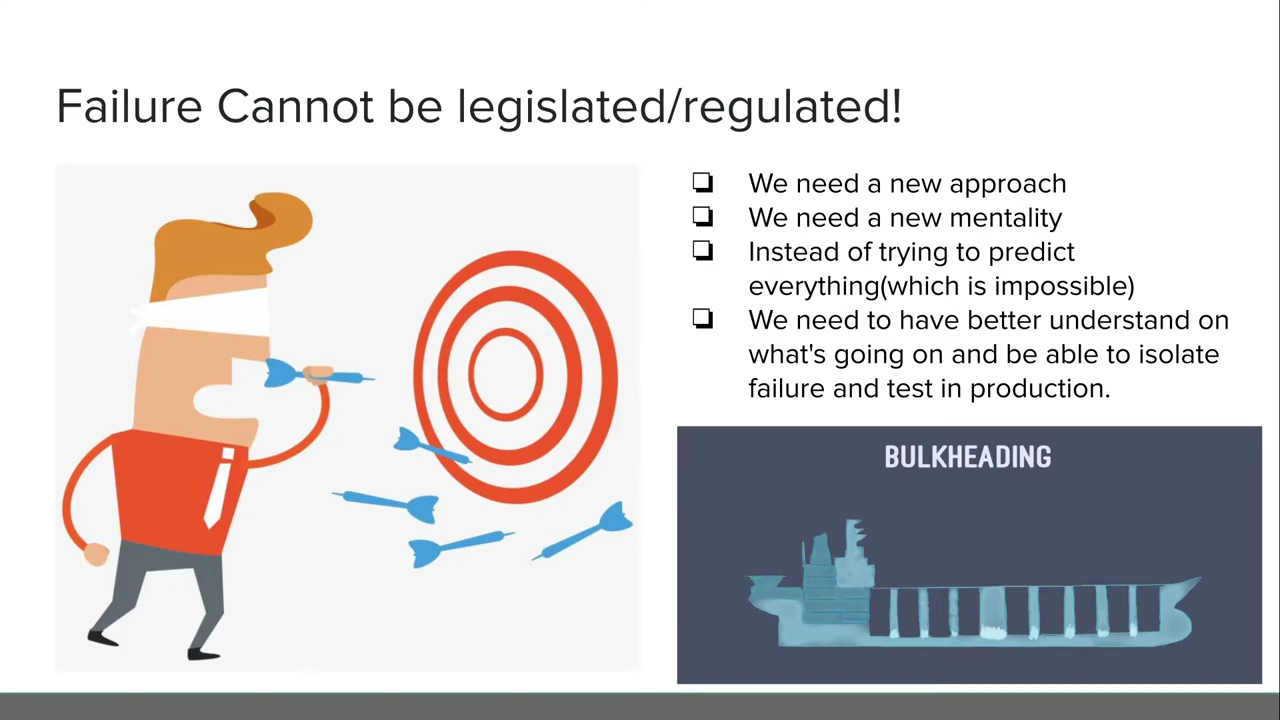 Failure Cannot be legislated/regulated!
❏ We need a new approach
❏ We need a new mentality
❏ Instead of trying to predict
everything(which is impossible)
❏ We need to have better understand on
what's going on and be able to isolate
failure and test in production.
BULKHEADING